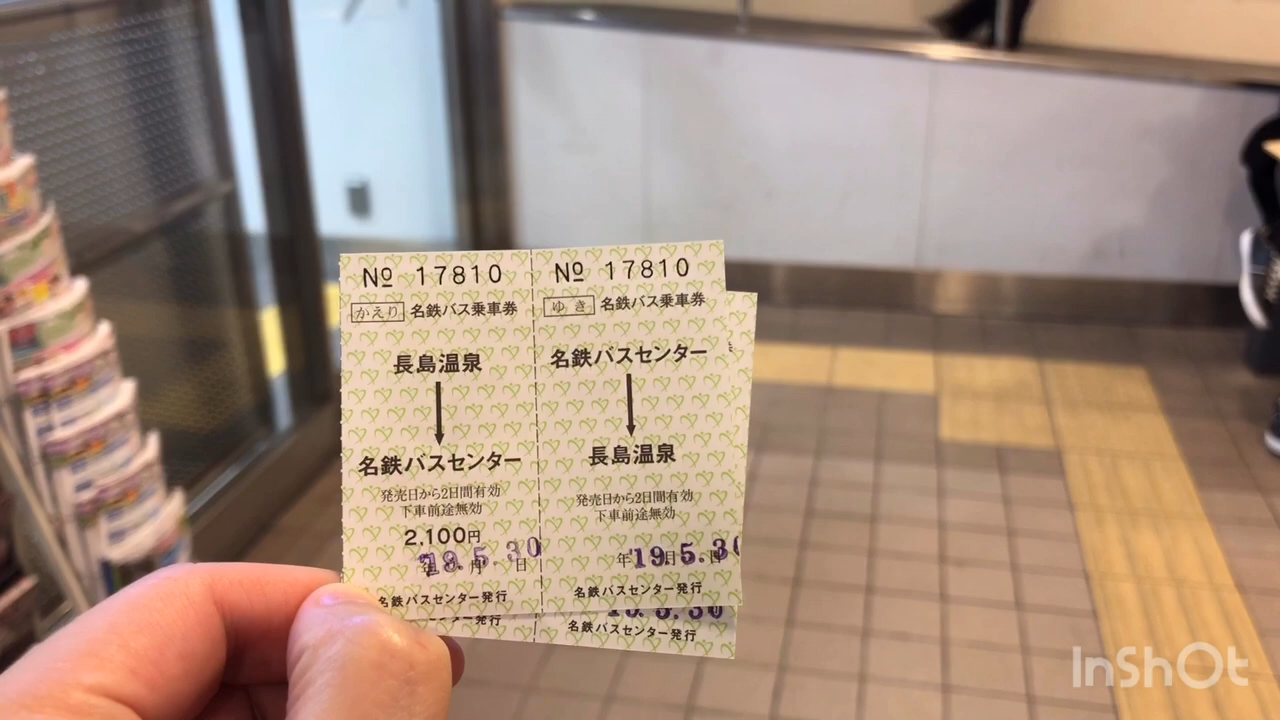 No 17810
かえり 名鉄バス乗車券
長島温泉
名鉄バスセンター
発売日から2日間有効
下車前途無効
2,100円
年 月 日
19.5.30
名鉄バスセンター発行
No 17810
ゆき 名鉄バス乗車券
名鉄バスセンター
長島温泉
発売日から2日間有効
下車前途無効
年 月 日
19.5.30
名鉄バスセンター発行
名鉄バスセンター発行
InShOt